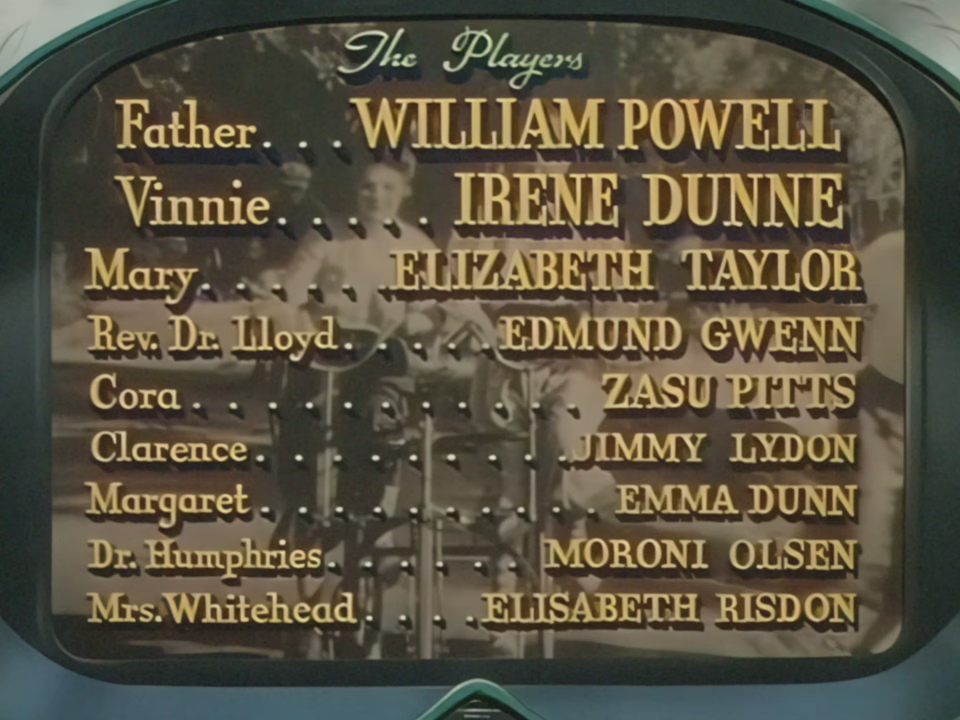 The Players
Father. . . WILLIAM POWELL
Vinnie. . . . . IRENE DUNNE
Mary. . . . . ELIZABETH TAYLOR
Rev. Dr. Lloyd. . . . . EDMUND GWENN
Cora . . . . . . . . . . ZASU PITTS
Clarence . . . . . . . . JIMMY LYDON
Margaret . . . . . . . . . . EMMA DUNN
Dr. Humphries. . . . . . MORONI OLSEN
Mrs. Whitehead . . . . ELISABETH RISDON